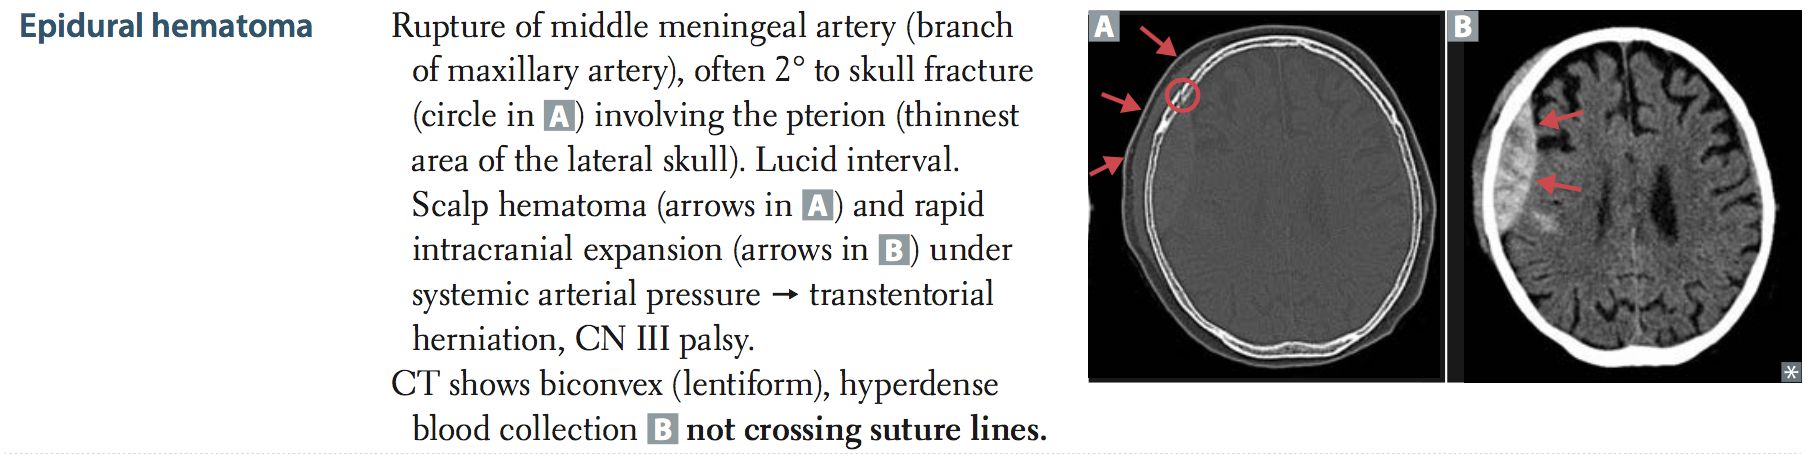 Epidural hematoma
Rupture of middle meningeal artery (branch
of maxillary artery), often 2° to skull fracture
(circle in A) involving the pterion (thinnest
area of the lateral skull). Lucid interval.
Scalp hematoma (arrows in A) and rapid
intracranial expansion (arrows in B) under
systemic arterial pressure → transtentorial
herniation, CN III palsy.
CT shows biconvex (lentiform), hyperdense
blood collection B not crossing suture lines.
A
B
*